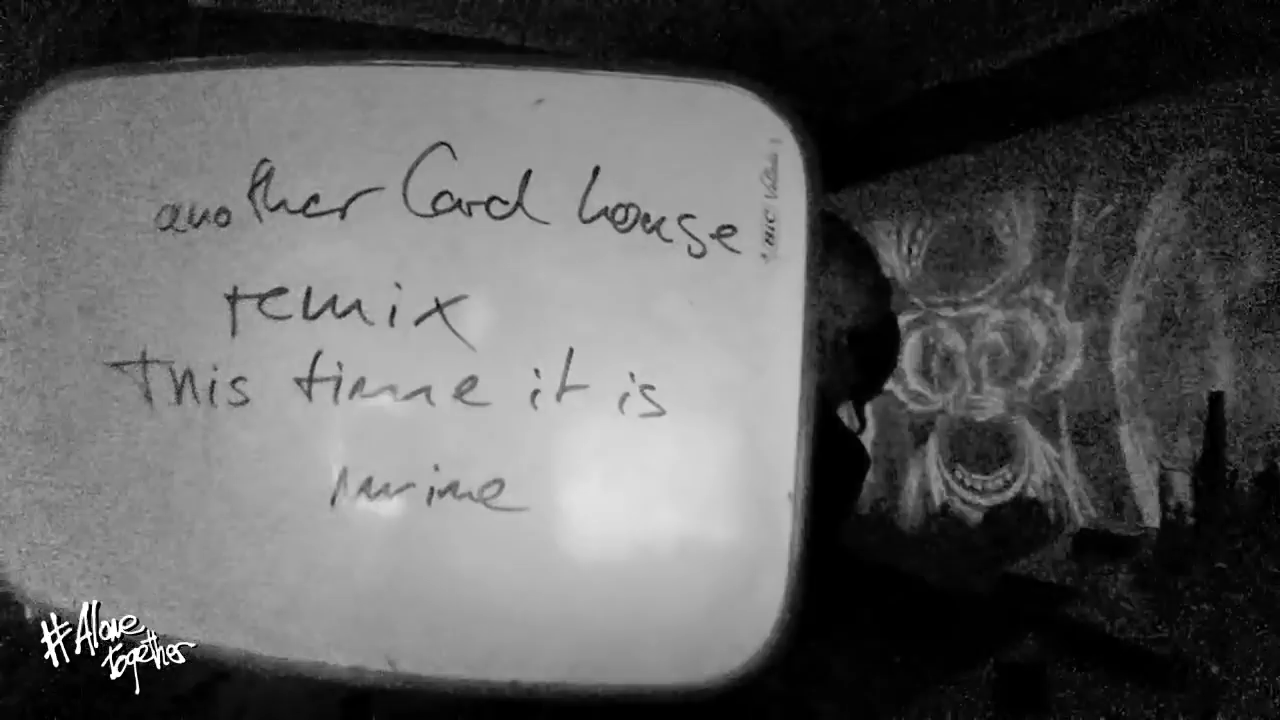 another Card house
remix
This time it is
mine
#Alone
together